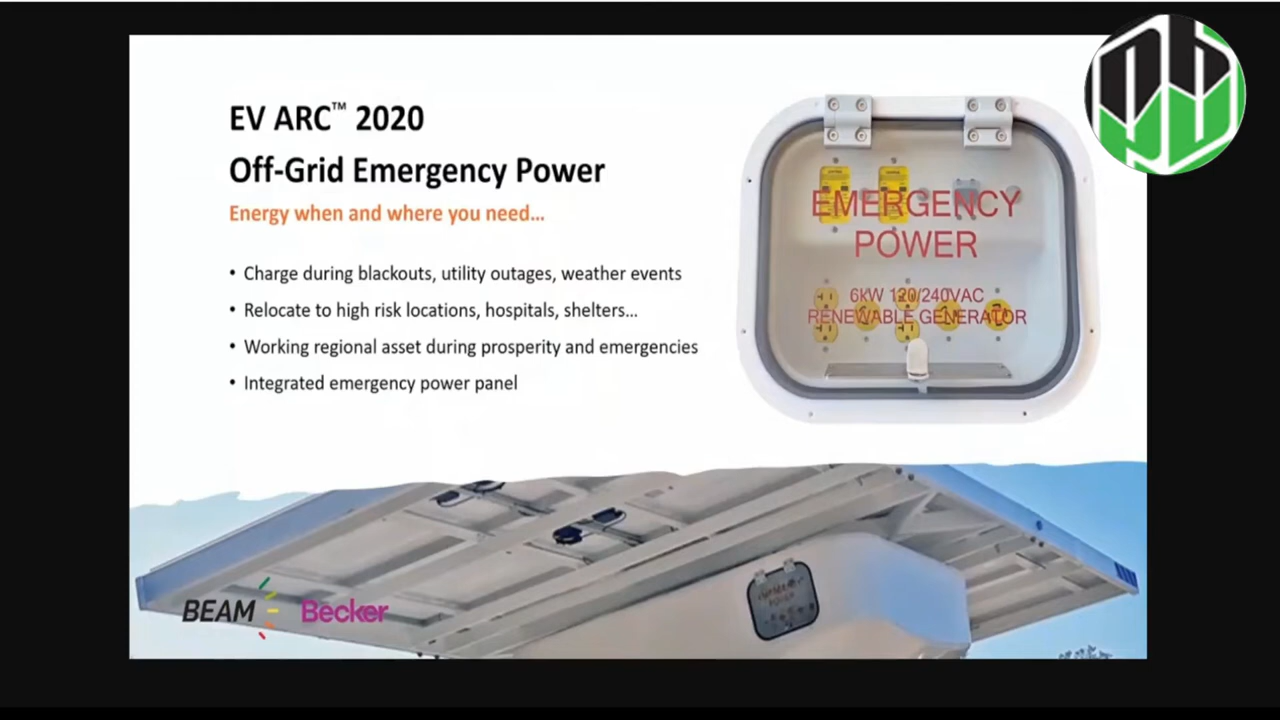 EV ARC™ 2020
Off-Grid Emergency Power
Energy when and where you need...
• Charge during blackouts, utility outages, weather events
• Relocate to high risk locations, hospitals, shelters...
• Working regional asset during prosperity and emergencies
• Integrated emergency power panel
EMERGENCY
POWER
6KW 120/240VAC
RENEWABLE GENERATOR
EMERGENCY
POWER
BEAM
Becker